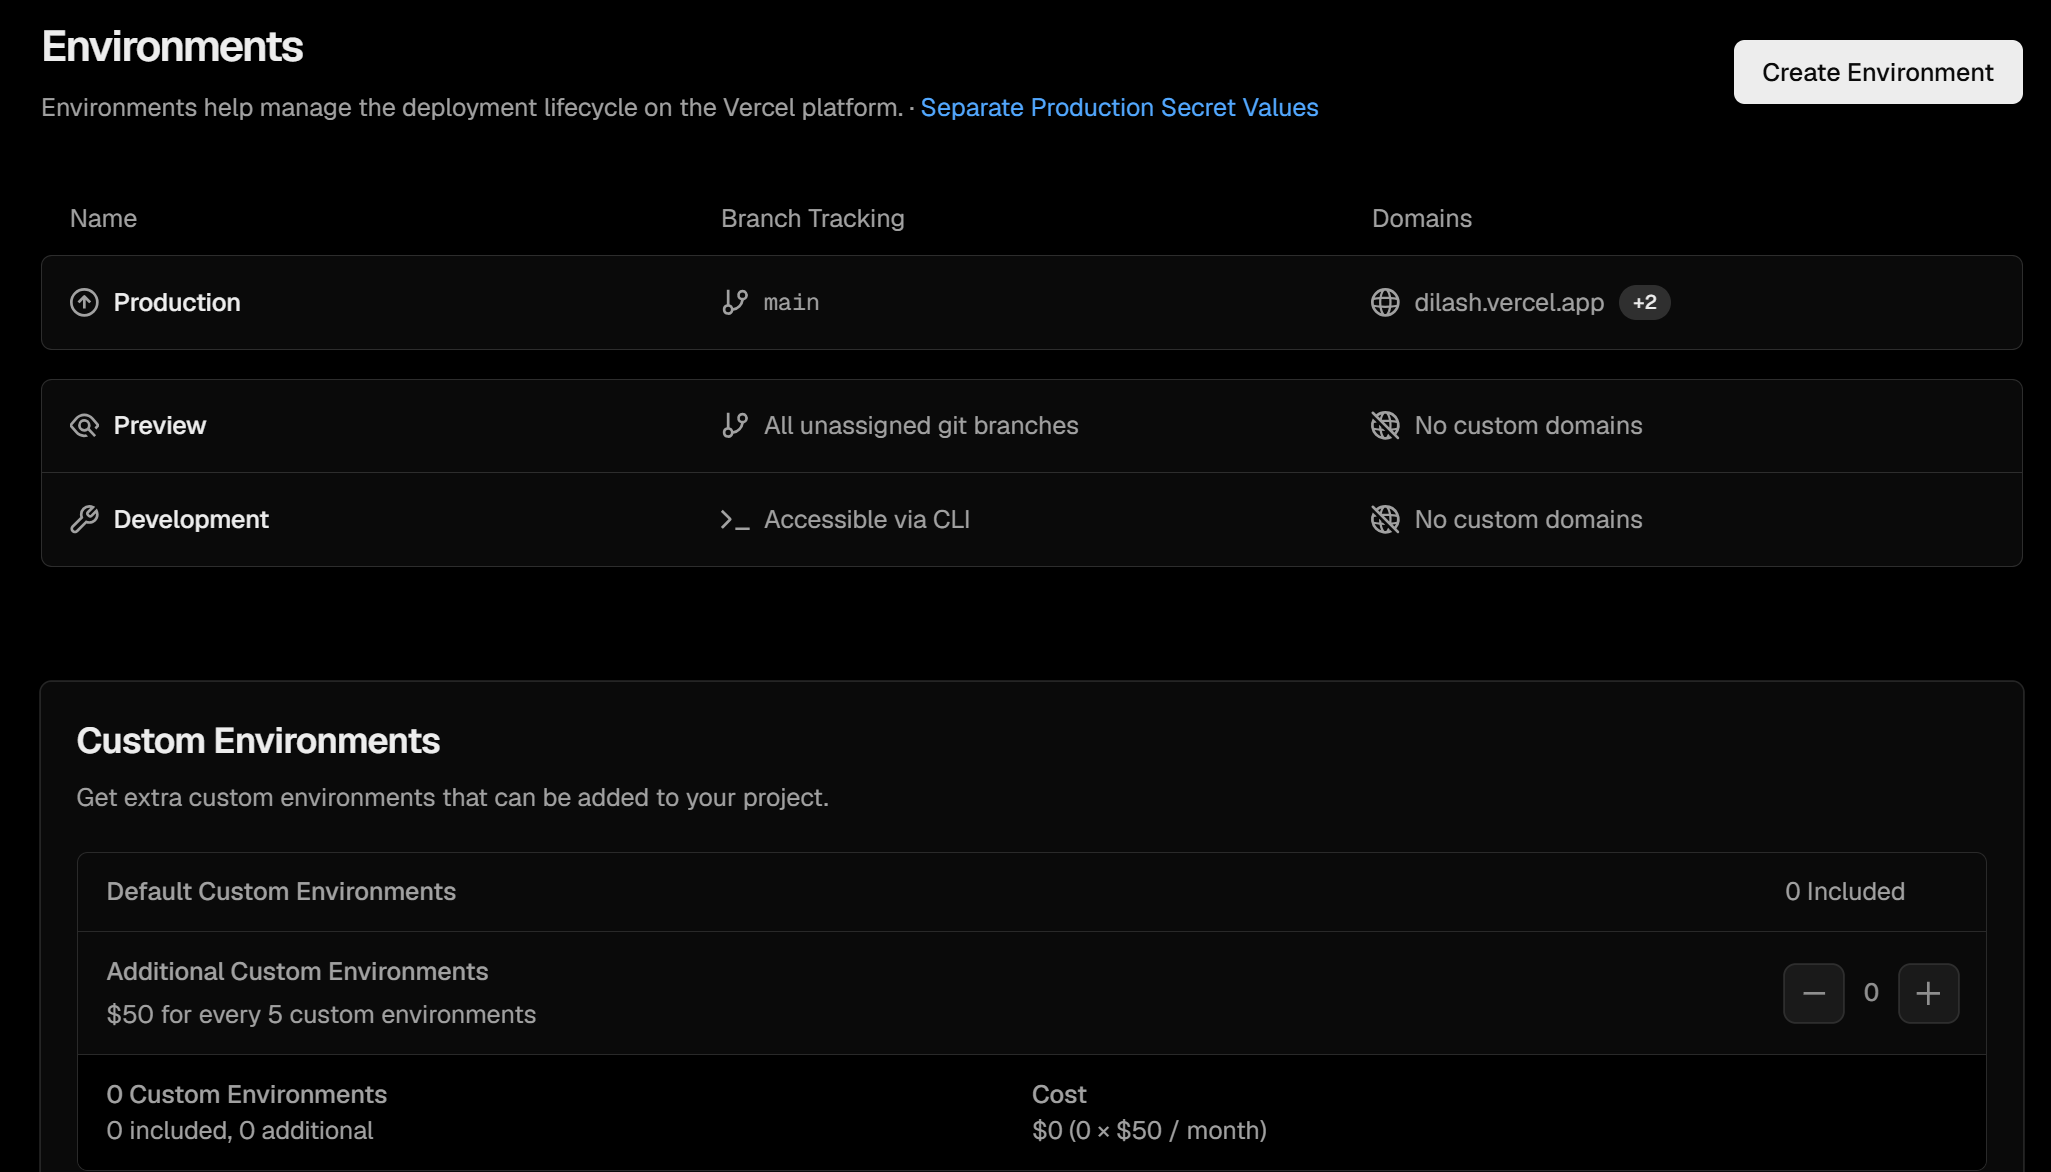 Environments
Create Environment
Environments help manage the deployment lifecycle on the Vercel platform. · Separate Production Secret Values
Name Branch Tracking Domains
Production main dilash.vercel.app +2
Preview All unassigned git branches No custom domains
Development Accessible via CLI No custom domains
Custom Environments
Get extra custom environments that can be added to your project.
Default Custom Environments 0 Included
Additional Custom Environments
$50 for every 5 custom environments
0
0 Custom Environments Cost
0 included, 0 additional $0 (0 × $50 / month)